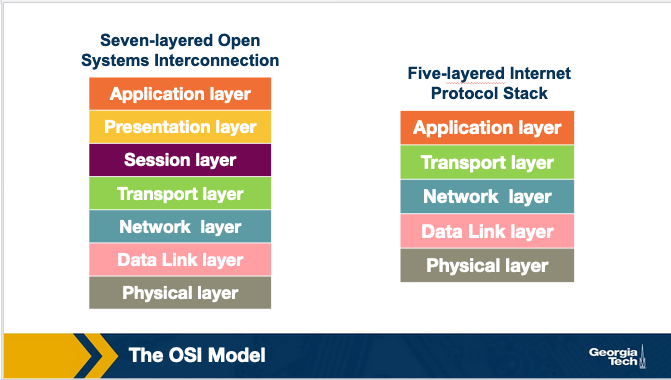 Seven-layered Open
Systems Interconnection
Application layer
Presentation layer
Session layer
Transport layer
Network layer
Data Link layer
Physical layer
Five-layered Internet
Protocol Stack
Application layer
Transport layer
Network layer
Data Link layer
Physical layer
The OSI Model
Georgia
Tech